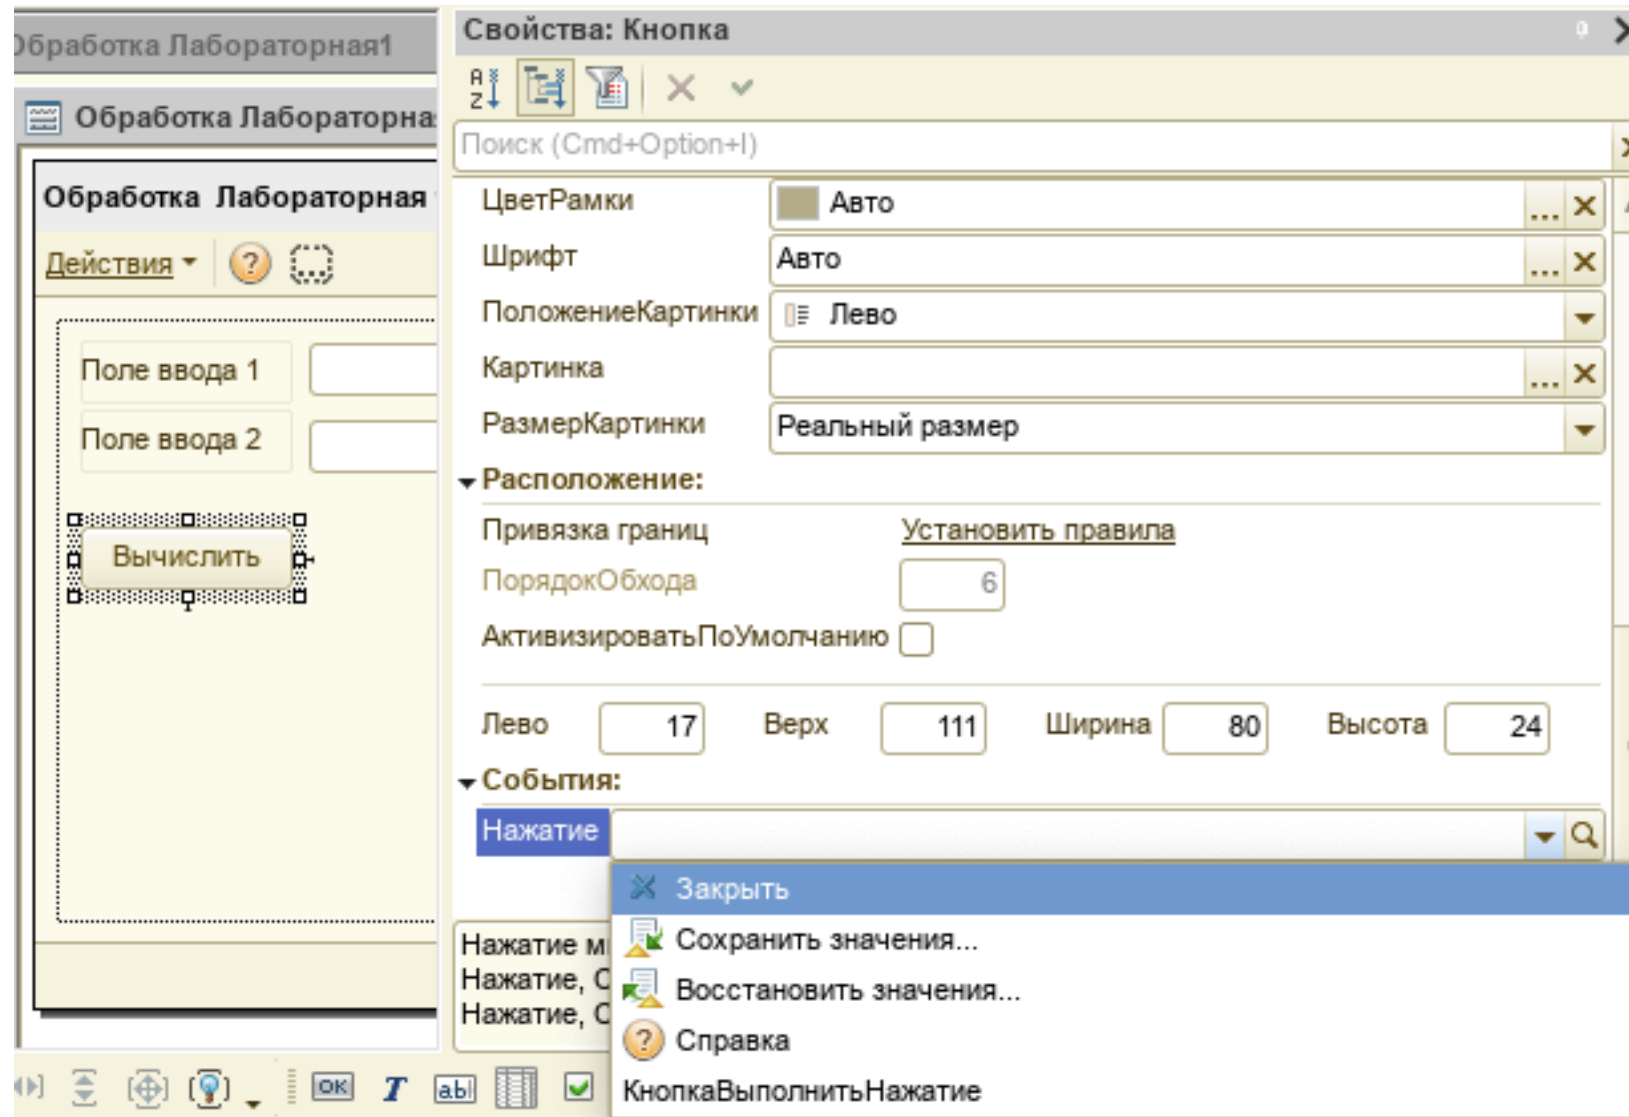 Обработка Лабораторная1
Обработка Лаборатор
Обработка Лабораторная
Действия
Поле ввода 1
Поле ввода 2
Вычислить
Свойства: Кнопка
Поиск (Cmd+Option+I)
ЦветРамки Авто ...
Шрифт Авто ...
ПоложениеКартинки Лево
Картинка ...
РазмерКартинки Реальный размер
Расположение:
Привязка границ Установить правила
ПорядокОбхода 6
АктивизироватьПоУмолчанию
Лево 17 Верх 111 Ширина 80 Высота 24
События:
Нажатие
Закрыть
Сохранить значения...
Восстановить значения...
Справка
КнопкаВыполнитьНажатие
Нажатие м
Нажатие, С
Нажатие, С
OK T ab|